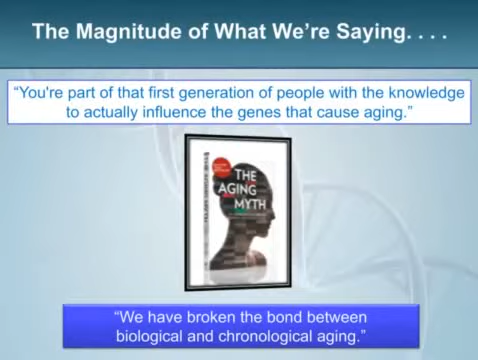 The Magnitude of What We're Saying. . . .
“You're part of that first generation of people with the knowledge
to actually influence the genes that cause aging.”
THE
AGING
MYTH
“We have broken the bond between
biological and chronological aging.”